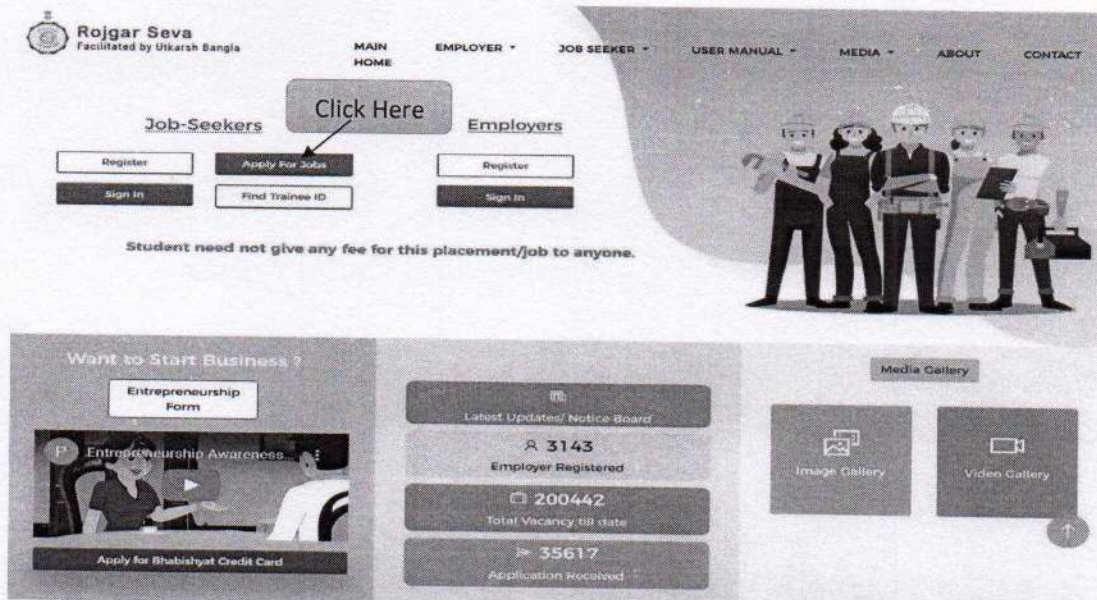 Rojgar Seva
Facilitated by Utkarsh Bangla
MAIN HOME
EMPLOYER
JOB SEEKER
USER MANUAL
MEDIA
ABOUT
CONTACT
Click Here
Job-Seekers
Employers
Register
Apply For Jobs
Register
Sign In
Find Trainee ID
Sign In
Student need not give any fee for this placement/job to anyone.
Want to Start Business ?
Entrepreneurship
Form
P Entrepreneurship Awareness...
Apply for Bhabishyat Credit Card
Latest Updates/ Notice Board
3143
Employer Registered
200442
Total Vacancy till date
35617
Application Received
Media Gallery
Image Gallery
Video Gallery